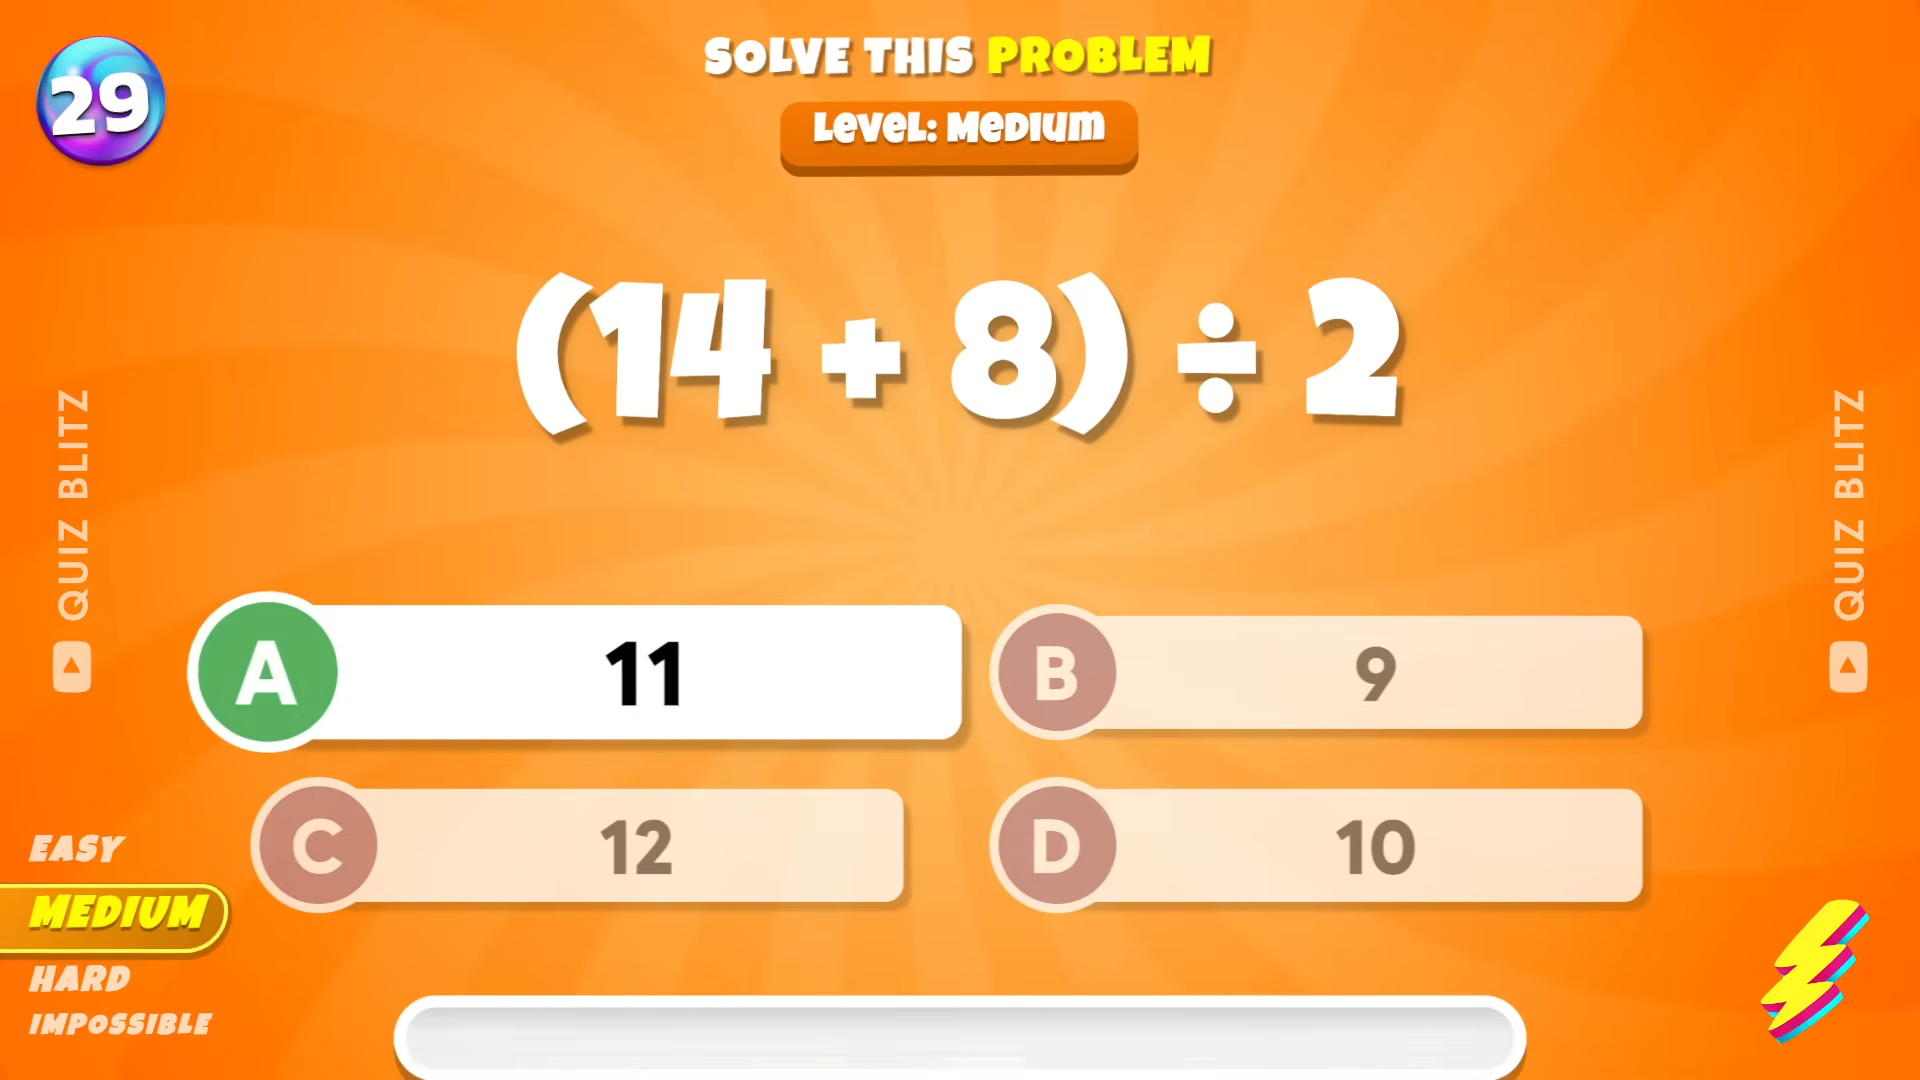 29
SOLVE THIS PROBLEM
LEVEL: MEDIUM
(14 + 8) ÷ 2
QUIZ BLITZ
QUIZ BLITZ
A 11
B 9
C 12
D 10
EASY
MEDIUM
HARD
IMPOSSIBLE